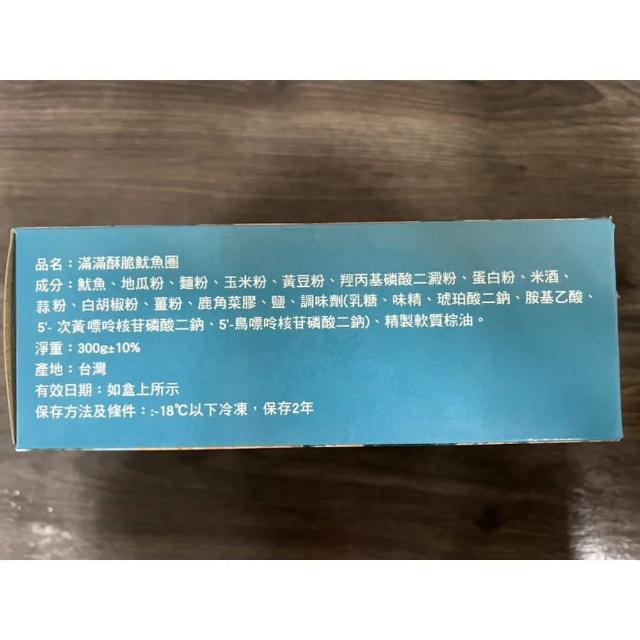 品名：滿滿酥脆魷魚圈
成分：魷魚、地瓜粉、麵粉、玉米粉、黃豆粉、羥丙基磷酸二澱粉、蛋白粉、米酒、
蒜粉、白胡椒粉、薑粉、鹿角菜膠、鹽、調味劑(乳糖、味精、琥珀酸二鈉、胺基乙酸、
5'- 次黃嘌呤核苷磷酸二鈉、5'-鳥嘌呤核苷磷酸二鈉)、精製軟質棕油。
淨重：300g±10%
產地：台灣
有效日期：如盒上所示
保存方法及條件：:-18℃以下冷凍，保存2年